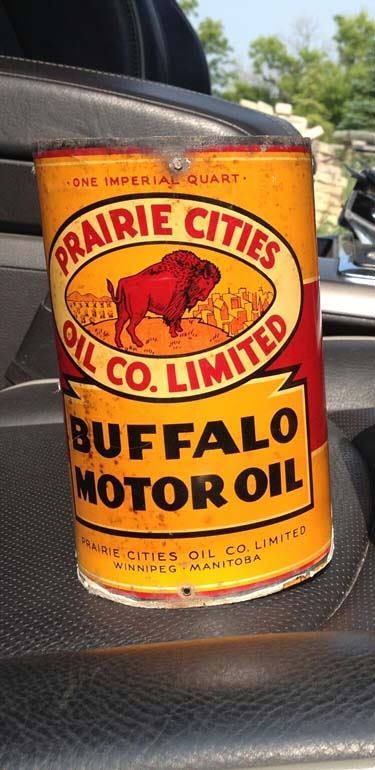 · ONE IMPERIAL QUART ·
PRAIRIE CITIES
OIL CO. LIMITED
BUFFALO
MOTOR OIL
PRAIRIE CITIES OIL CO. LIMITED
WINNIPEG · MANITOBA